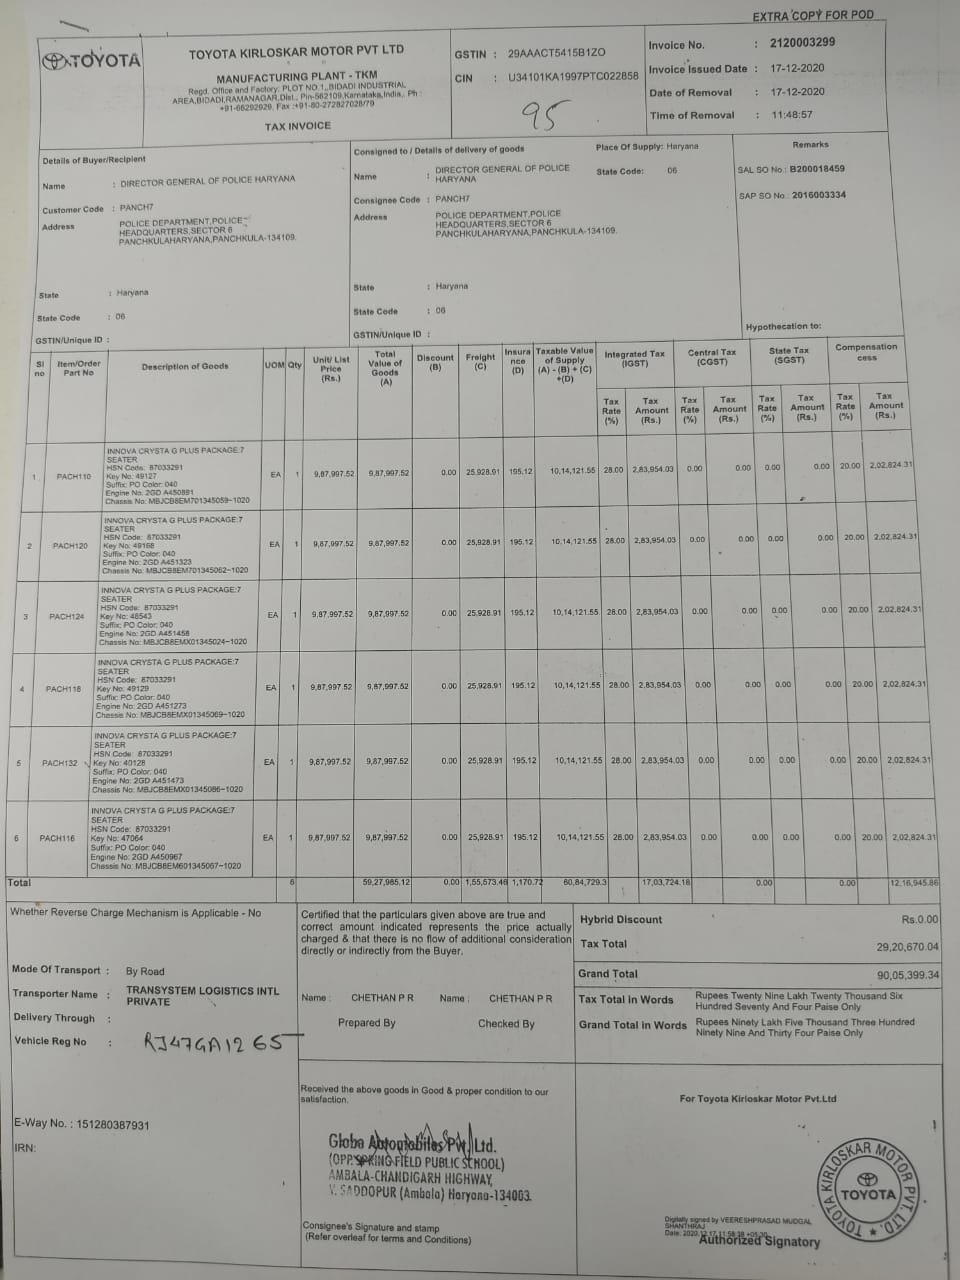 EXTRA COPY FOR POD
TOYOTA
TOYOTA KIRLOSKAR MOTOR PVT LTD
MANUFACTURING PLANT - TKM
Regd. Office and Factory: PLOT NO.1,,BIDADI INDUSTRIAL
AREA,BIDADI,RAMANAGAR,Dist., Pin-562109,Karnataka,India,. Ph :
+91-66292929, Fax :+91-80-27287202​8/79
TAX INVOICE
GSTIN : 29AAACT5415B1ZO
CIN : U34101KA1997PTC022858
95
Invoice No. : 2120003299
Invoice Issued Date : 17-12-2020
Date of Removal : 17-12-2020
Time of Removal : 11:48:57
Details of Buyer/Recipient
Name : DIRECTOR GENERAL OF POLICE HARYANA
Customer Code : PANCH7
Address POLICE DEPARTMENT,POLICE
HEADQUARTERS,SECTOR 6
PANCHKULAHARYANA,PANCHKULA-134109.
State : Haryana
State Code : 06
GSTIN/Unique ID :
Consigned to / Details of delivery of goods
Place Of Supply: Haryana
State Code: 06
Name : DIRECTOR GENERAL OF POLICE
HARYANA
Consignee Code : PANCH7
Address POLICE DEPARTMENT,POLICE
HEADQUARTERS,SECTOR 6
PANCHKULAHARYANA,PANCHKULA-134109.
State : Haryana
State Code : 06
GSTIN/Unique ID :
Remarks
SAL SO No.: B200018459
SAP SO No.: 2016003334
Hypothecation to:
Sl no Item/Order Part No Description of Goods UOM Qty Unit/ List Price (Rs.) Total Value of Goods (A) Discount (B) Freight (C) Insurance (D) Taxable Value of Supply (A) - (B) + (C) +(D) Integrated Tax (IGST) Central Tax (CGST) State Tax (SGST) Compensation cess
Tax Rate (%) Tax Amount (Rs.) Tax Rate (%) Tax Amount (Rs.) Tax Rate (%) Tax Amount (Rs.) Tax Rate (%) Tax Amount (Rs.)
INNOVA CRYSTA G PLUS PACKAGE:7
SEATER
HSN Code: 87033291
Key No: 49127
Suffix: PO Color: 040
Engine No: 2GD A450891
Chassis No: MBJCB8EM701345059~1020
1 PACH110 EA 1 9,87,997.52 9,87,997.52 0.00 25,928.91 195.12 10,14,121.55 28.00 2,83,954.03 0.00 0.00 0.00 0.00 20.00 2,02,824.31
INNOVA CRYSTA G PLUS PACKAGE:7
SEATER
HSN Code: 87033291
Key No: 49168
Suffix: PO Color: 040
Engine No: 2GD A451323
Chassis No: MBJCB8EM701345062~1020
2 PACH120 EA 1 9,87,997.52 9,87,997.52 0.00 25,928.91 195.12 10,14,121.55 28.00 2,83,954.03 0.00 0.00 0.00 0.00 20.00 2,02,824.31
INNOVA CRYSTA G PLUS PACKAGE:7
SEATER
HSN Code: 87033291
Key No: 48543
Suffix: PO Color: 040
Engine No: 2GD A451458
Chassis No: MBJCB8EMX01345024~1020
3 PACH124 EA 1 9,87,997.52 9,87,997.52 0.00 25,928.91 195.12 10,14,121.55 28.00 2,83,954.03 0.00 0.00 0.00 0.00 20.00 2,02,824.31
INNOVA CRYSTA G PLUS PACKAGE:7
SEATER
HSN Code: 87033291
Key No: 49129
Suffix: PO Color: 040
Engine No: 2GD A451273
Chassis No: MBJCB8EMX01345069~1020
4 PACH118 EA 1 9,87,997.52 9,87,997.52 0.00 25,928.91 195.12 10,14,121.55 28.00 2,83,954.03 0.00 0.00 0.00 0.00 20.00 2,02,824.31
INNOVA CRYSTA G PLUS PACKAGE:7
SEATER
HSN Code: 87033291
Key No: 40128
Suffix: PO Color: 040
Engine No: 2GD A451473
Chassis No: MBJCB8EMX01345086~1020
5 PACH132 EA 1 9,87,997.52 9,87,997.52 0.00 25,928.91 195.12 10,14,121.55 28.00 2,83,954.03 0.00 0.00 0.00 0.00 20.00 2,02,824.31
INNOVA CRYSTA G PLUS PACKAGE:7
SEATER
HSN Code: 87033291
Key No: 47064
Suffix: PO Color: 040
Engine No: 2GD A450967
Chassis No: MBJCB8EM601345067~1020
6 PACH116 EA 1 9,87,997.52 9,87,997.52 0.00 25,928.91 195.12 10,14,121.55 28.00 2,83,954.03 0.00 0.00 0.00 0.00 20.00 2,02,824.31
Total 6 59,27,985.12 0.00 1,55,573.46 1,170.72 60,84,729.3 17,03,724.18 0.00 0.00 12,16,945.86
Whether Reverse Charge Mechanism is Applicable - No
Mode Of Transport : By Road
Transporter Name : TRANSYSTEM LOGISTICS INTL
PRIVATE
Delivery Through :
Vehicle Reg No : RJ47GA1265
E-Way No. : 151280387931
IRN:
Certified that the particulars given above are true and
correct amount indicated represents the price actually
charged & that there is no flow of additional consideration
directly or indirectly from the Buyer.
Name : CHETHAN P R Name : CHETHAN P R
Prepared By Checked By
Hybrid Discount Rs.0.00
Tax Total 29,20,670.04
Grand Total 90,05,399.34
Tax Total in Words Rupees Twenty Nine Lakh Twenty Thousand Six
Hundred Seventy And Four Paise Only
Grand Total in Words Rupees Ninety Lakh Five Thousand Three Hundred
Ninety Nine And Thirty Four Paise Only
Received the above goods in Good & proper condition to our
satisfaction.
Globe Automobiles Pvt. Ltd.
(OPP. SPRING FIELD PUBLIC SCHOOL)
AMBALA-CHANDIGARH HIGHWAY,
V. SADDOPUR (Ambala) Haryana-134003.
Consignee's Signature and stamp
(Refer overleaf for terms and Conditions)
For Toyota Kirloskar Motor Pvt.Ltd
TOYOTA KIRLOSKAR MOTOR PVT. LTD.
TOYOTA
Digitally signed by VEERESHPRASAD MUDGAL
SHANTHRAJ
Date: 2020.12.17 11:58:38 +05:30
Authorized Signatory